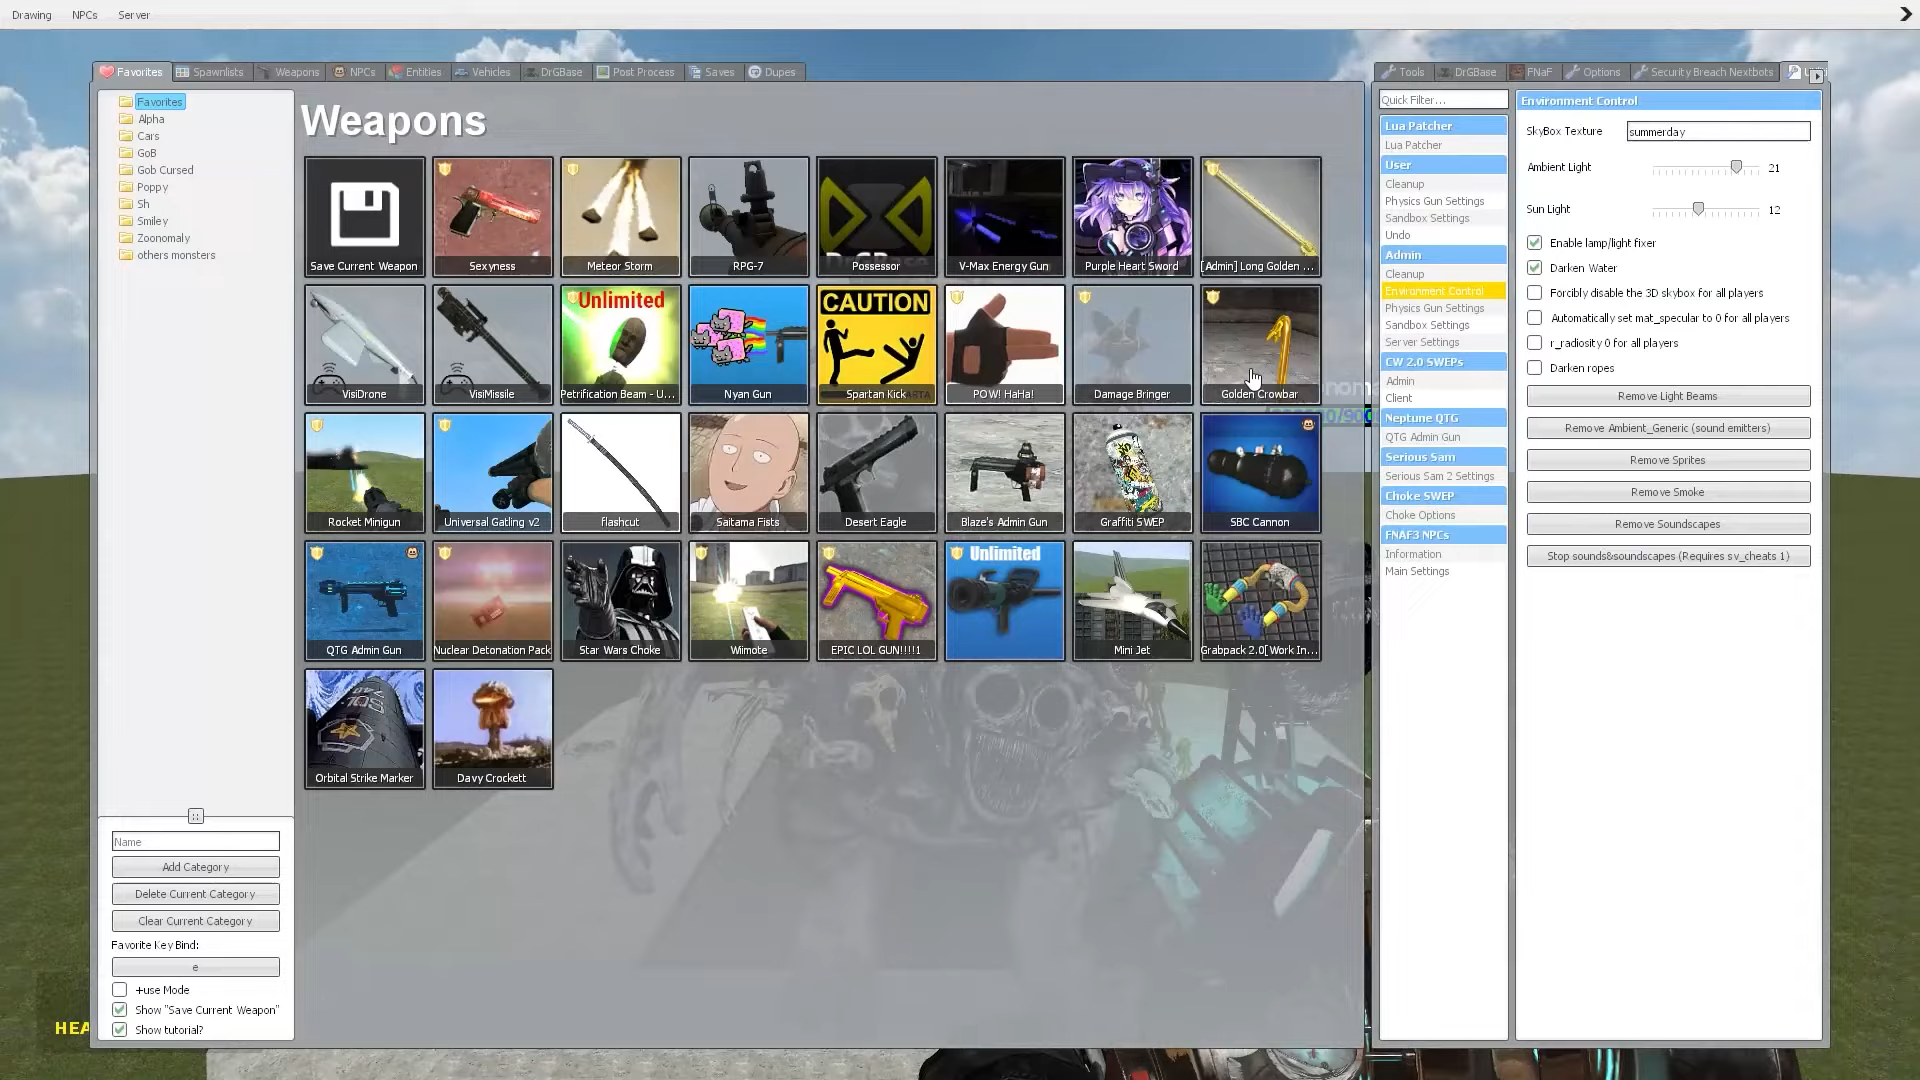 Drawing NPCs Server
Favorites Spawnlists Weapons NPCs Entities Vehicles DrGBase Post Process Saves Dupes
Tools DrGBase FNaF Options Security Breach Nextbots
Favorites
Alpha
Cars
GoB
Gob Cursed
Poppy
Sh
Smiley
Zoonomaly
others monsters
Name
Add Category
Delete Current Category
Clear Current Category
Favorite Key Bind:
e
+use Mode
Show "Save Current Weapon"
Show tutorial?
HEA
Weapons
Save Current Weapon
Sexyness
Meteor Storm
RPG-7
Possessor
V-Max Energy Gun
Purple Heart Sword
[Admin] Long Golden ...
VisiDrone
VisiMissile
Unlimited
Petrification Beam - U...
Nyan Gun
CAUTION
Spartan Kick
POW! HaHa!
Damage Bringer
Golden Crowbar
Rocket Minigun
Universal Gatling v2
flashcut
Saitama Fists
Desert Eagle
Blaze's Admin Gun
Graffiti SWEP
SBC Cannon
QTG Admin Gun
Nuclear Detonation Pack
Star Wars Choke
Wiimote
EPIC LOL GUN!!!!1
Unlimited
Mini Jet
Grabpack 2.0[Work In...
Orbital Strike Marker
Davy Crockett
Quick Filter...
Lua Patcher
Lua Patcher
User
Cleanup
Physics Gun Settings
Sandbox Settings
Undo
Admin
Cleanup
Environment Control
Physics Gun Settings
Sandbox Settings
Server Settings
CW 2.0 SWEPs
Admin
Client
Neptune QTG
QTG Admin Gun
Serious Sam
Serious Sam 2 Settings
Choke SWEP
Choke Options
FNAF3 NPCs
Information
Main Settings
Environment Control
SkyBox Texture summerday
Ambient Light 21
Sun Light 12
Enable lamp/light fixer
Darken Water
Forcibly disable the 3D skybox for all players
Automatically set mat_specular to 0 for all players
r_radiosity 0 for all players
Darken ropes
Remove Light Beams
Remove Ambient_Generic (sound emitters)
Remove Sprites
Remove Smoke
Remove Soundscapes
Stop sounds&soundscapes (Requires sv_cheats 1)